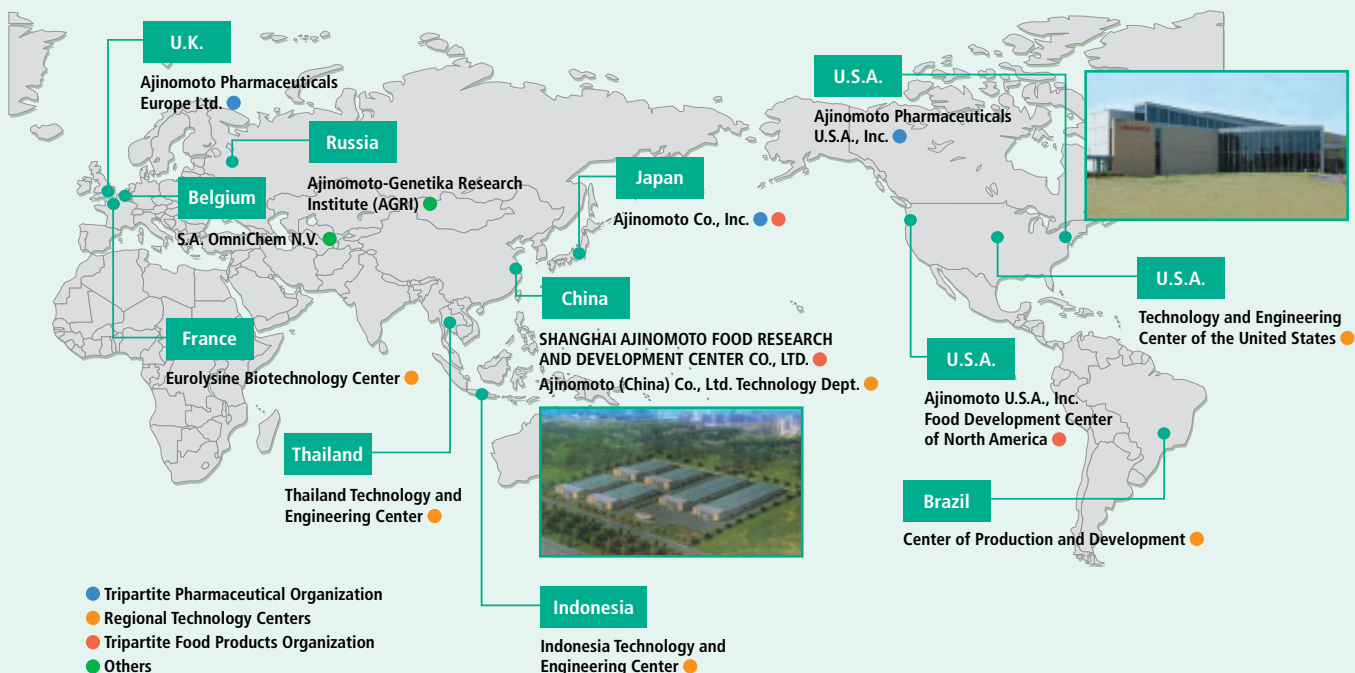 U.K.
Ajinomoto Pharmaceuticals
Europe Ltd.
Russia
Ajinomoto-Genetika Research
Institute (AGRI)
Belgium
S.A. OmniChem N.V.
France
Eurolysine Biotechnology Center
Thailand
Thailand Technology and
Engineering Center
Japan
Ajinomoto Co., Inc.
China
SHANGHAI AJINOMOTO FOOD RESEARCH
AND DEVELOPMENT CENTER CO., LTD.
Ajinomoto (China) Co., Ltd. Technology Dept.
Indonesia
Indonesia Technology and
Engineering Center
U.S.A.
Ajinomoto Pharmaceuticals
U.S.A., Inc.
U.S.A.
Technology and Engineering
Center of the United States
U.S.A.
Ajinomoto U.S.A., Inc.
Food Development Center
of North America
Brazil
Center of Production and Development
Tripartite Pharmaceutical Organization
Regional Technology Centers
Tripartite Food Products Organization
Others